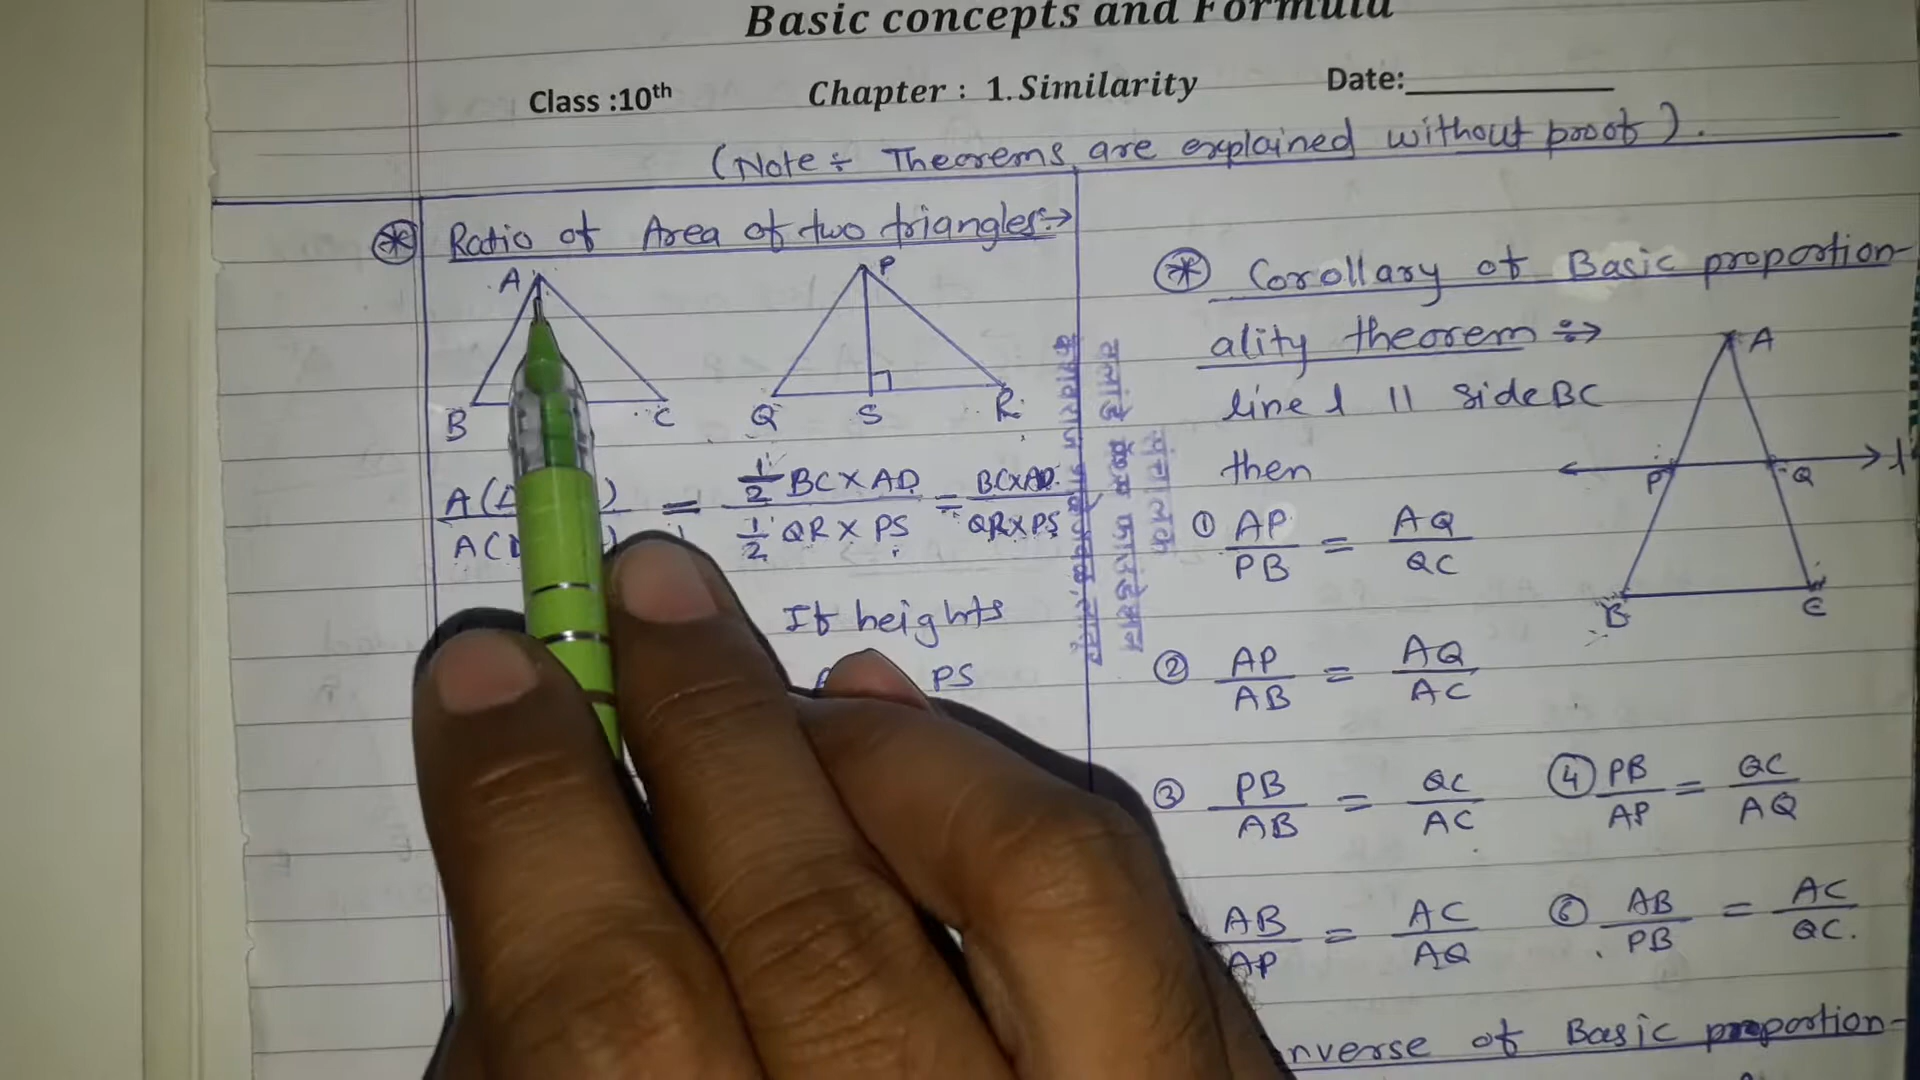 Basic concepts and Formula
Class :10th Chapter : 1. Similarity Date:____________
(Note ÷ Theorems are explained without proof).
* Ratio of Area of two triangles:→
A P
B C Q S R
A( ) / A( ) = 1/2 BC × AD / 1/2 QR × PS = BC×AD / QR×PS
If heights
PS
* Corollary of Basic proportion-
ality theorem ÷→
A
line l || side BC
then
P Q l
① AP/PB = AQ/QC
B C
② AP/AB = AQ/AC
③ PB/AB = QC/AC ④ PB/AP = QC/AQ
AB/AP = AC/AQ ⑥ AB/PB = AC/QC.
nverse of Basic proportion-